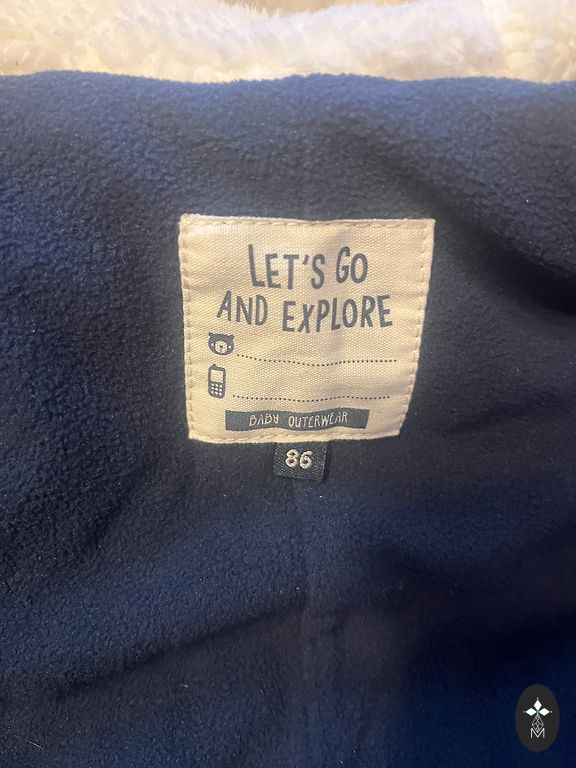 LET'S GO
AND EXPLORE
BABY OUTERWEAR
86
M